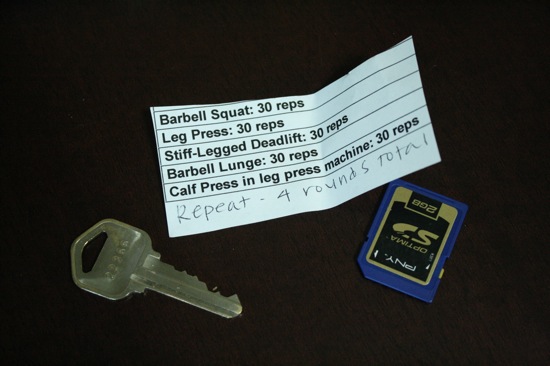 Barbell Squat: 30 reps
Leg Press: 30 reps
Stiff-Legged Deadlift: 30 reps
Barbell Lunge: 30 reps
Calf Press in leg press machine: 30 reps
Repeat - 4 rounds total
2GB
OPTIMA
PNY